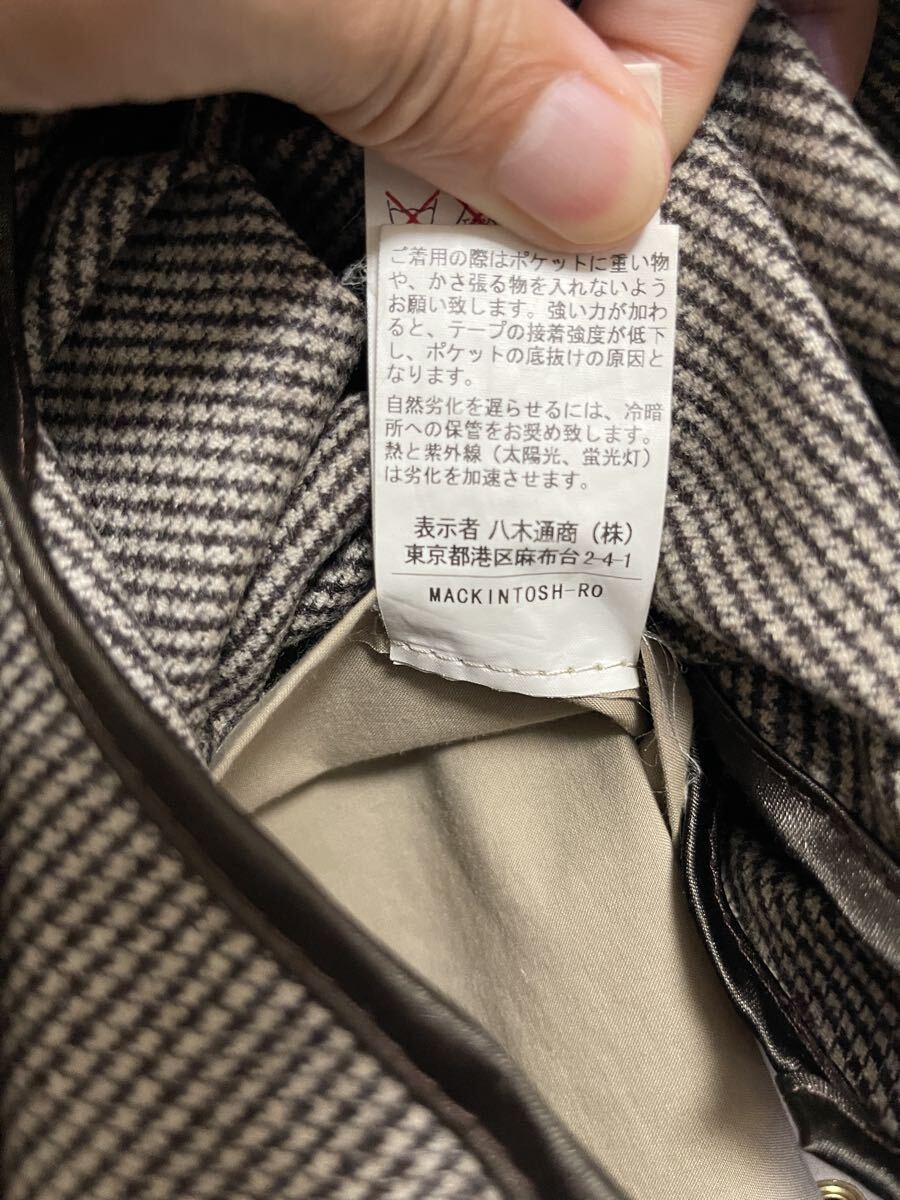 ご着用の際はポケットに重い物
や、かさ張る物を入れないよう
お願い致します。強い力が加わ
ると、テープの接着強度が低下
し、ポケットの底抜けの原因と
なります。
自然劣化を遅らせるには、冷暗
所への保管をお奨め致します。
熱と紫外線（太陽光、蛍光灯）
は劣化を加速させます。
表示者 八木通商（株）
東京都港区麻布台2-4-1
MACKINTOSH-RO